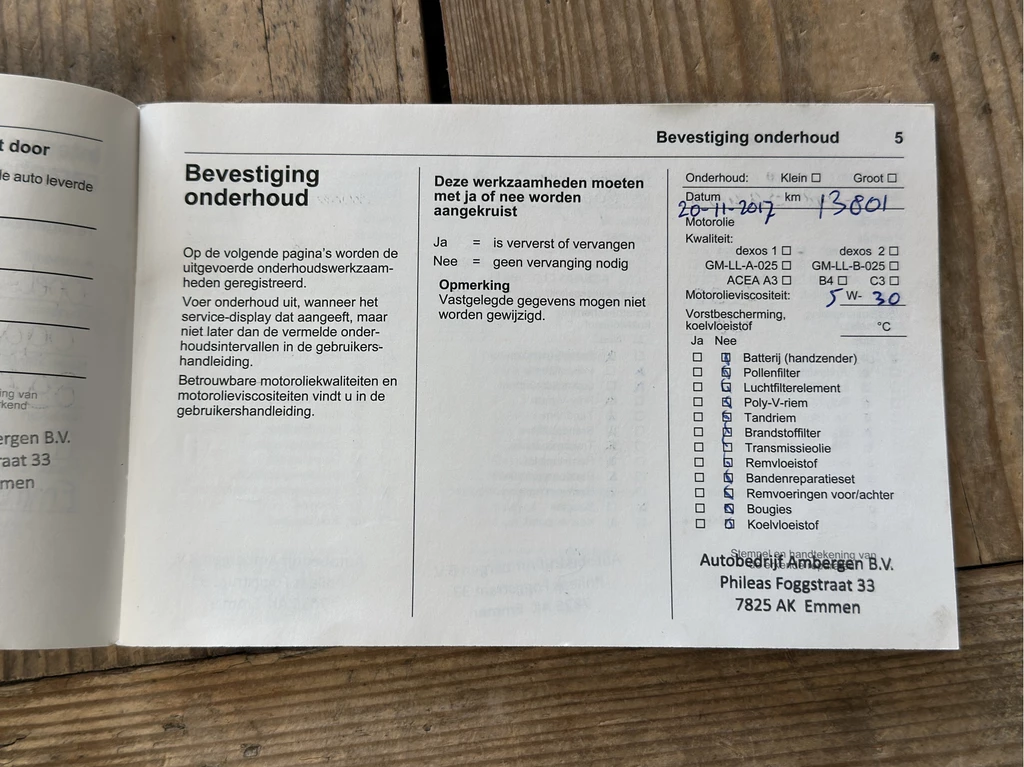 t door
de auto leverde
ing van
kend:
ergen B.V.
raat 33
men
Bevestiging onderhoud 5
Bevestiging
onderhoud
Op de volgende pagina's worden de
uitgevoerde onderhoudswerkzaam-
heden geregistreerd.
Voer onderhoud uit, wanneer het
service-display dat aangeeft, maar
niet later dan de vermelde onder-
houdsintervallen in de gebruikers-
handleiding.
Betrouwbare motoroliekwaliteiten en
motorolieviscositeiten vindt u in de
gebruikershandleiding.
Deze werkzaamheden moeten
met ja of nee worden
aangekruist
Ja = is ververst of vervangen
Nee = geen vervanging nodig
Opmerking
Vastgelegde gegevens mogen niet
worden gewijzigd.
Onderhoud: Klein ☐ Groot ☐
Datum km 13801
20-11-2017
Motorolie
Kwaliteit:
dexos 1 ☐ dexos 2 ☐
GM-LL-A-025 ☐ GM-LL-B-025 ☐
ACEA A3 ☐ B4 ☐ C3 ☐
Motorolieviscositeit: 5 W- 30
Vorstbescherming,
koelvloeistof °C
Ja Nee
Batterij (handzender)
Pollenfilter
Luchtfilterelement
Poly-V-riem
Tandriem
Brandstoffilter
Transmissieolie
Remvloeistof
Bandenreparatieset
Remvoeringen voor/achter
Bougies
Koelvloeistof
Stempel en handtekening van
Autobedrijf Ambergen B.V.
Phileas Foggstraat 33
7825 AK Emmen